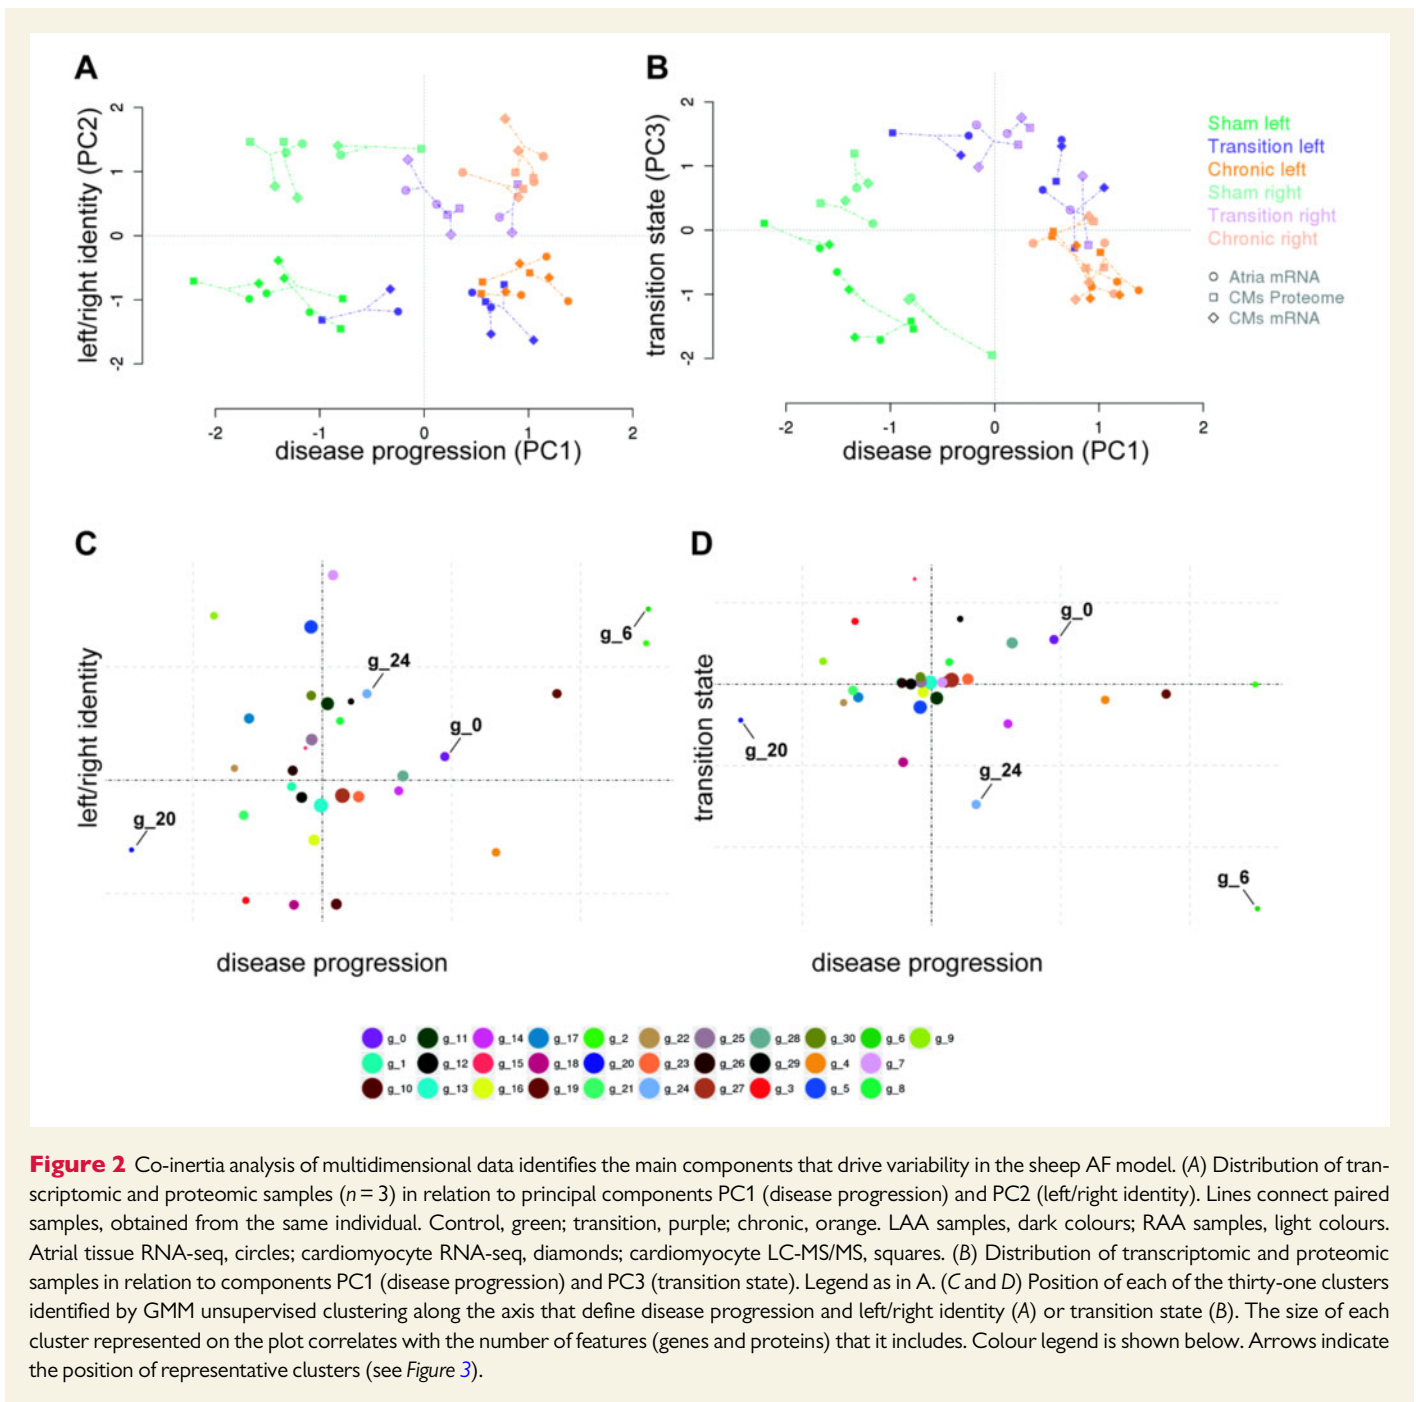 A
B
left/right identity (PC2)
2
1
0
-1
-2
-2
-1
0
1
2
disease progression (PC1)
transition state (PC3)
2
1
0
-1
-2
-2
-1
0
1
2
disease progression (PC1)
Sham left
Transition left
Chronic left
Sham right
Transition right
Chronic right
Atria mRNA
CMs Proteome
CMs mRNA
C
left/right identity
g_6
g_24
g_0
g_20
disease progression
D
transition state
g_0
g_20
g_24
g_6
disease progression
g_0 g_11 g_14 g_17 g_2 g_22 g_25 g_28 g_30 g_6 g_9
g_1 g_12 g_15 g_18 g_20 g_23 g_26 g_29 g_4 g_7
g_10 g_13 g_16 g_19 g_21 g_24 g_27 g_3 g_5 g_8
Figure 2 Co-inertia analysis of multidimensional data identifies the main components that drive variability in the sheep AF model. (A) Distribution of tran-
scriptomic and proteomic samples (n = 3) in relation to principal components PC1 (disease progression) and PC2 (left/right identity). Lines connect paired
samples, obtained from the same individual. Control, green; transition, purple; chronic, orange. LAA samples, dark colours; RAA samples, light colours.
Atrial tissue RNA-seq, circles; cardiomyocyte RNA-seq, diamonds; cardiomyocyte LC-MS/MS, squares. (B) Distribution of transcriptomic and proteomic
samples in relation to components PC1 (disease progression) and PC3 (transition state). Legend as in A. (C and D) Position of each of the thirty-one clusters
identified by GMM unsupervised clustering along the axis that define disease progression and left/right identity (A) or transition state (B). The size of each
cluster represented on the plot correlates with the number of features (genes and proteins) that it includes. Colour legend is shown below. Arrows indicate
the position of representative clusters (see Figure 3).